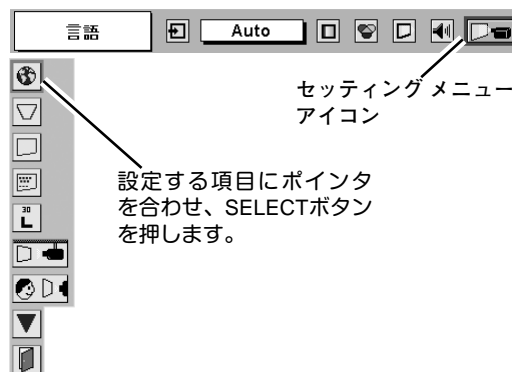 言語
Auto
セッティング メニュー
アイコン
設定する項目にポインタ
を合わせ、SELECTボタン
を押します。
30
L